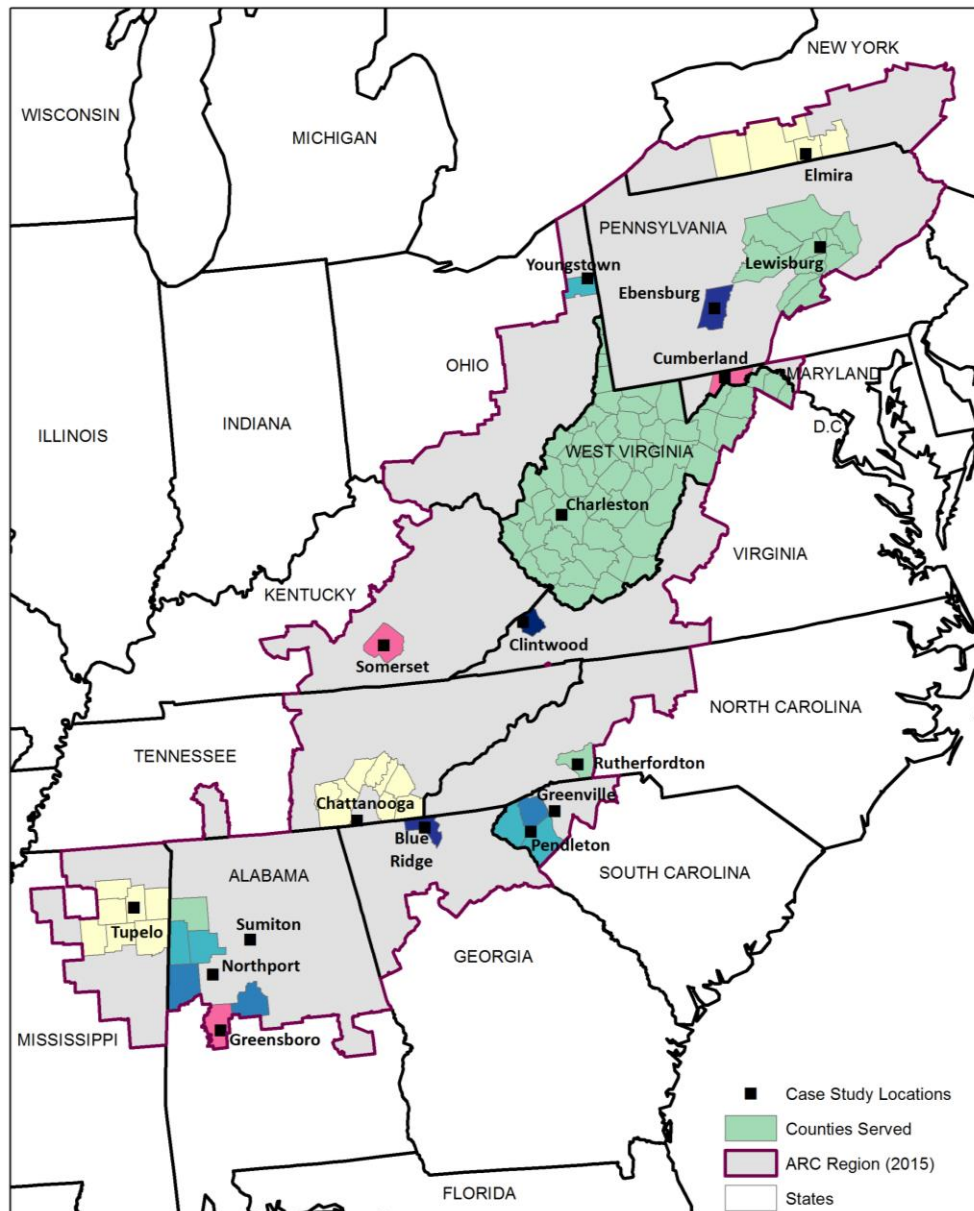 NEW YORK
WISCONSIN
MICHIGAN
Elmira
PENNSYLVANIA
Lewisburg
Youngstown
Ebensburg
Cumberland
OHIO
MARYLAND
INDIANA
ILLINOIS
D.C.
WEST VIRGINIA
Charleston
VIRGINIA
KENTUCKY
Clintwood
Somerset
NORTH CAROLINA
TENNESSEE
Rutherfordton
Chattanooga
Greenville
Blue
Ridge
Pendleton
SOUTH CAROLINA
ALABAMA
Sumiton
Tupelo
GEORGIA
Northport
MISSISSIPPI
Greensboro
Case Study Locations
Counties Served
ARC Region (2015)
States
FLORIDA